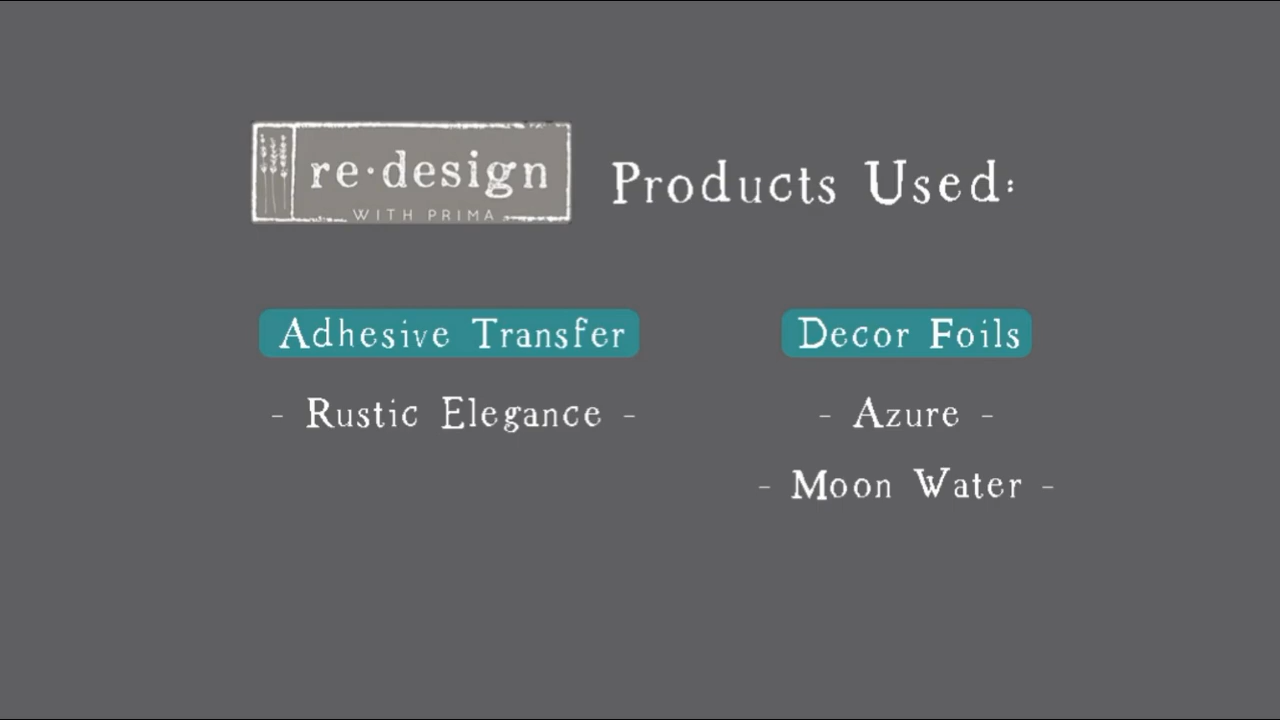 re·design
WITH PRIMA
Products Used:
Adhesive Transfer
- Rustic Elegance -
Decor Foils
- Azure -
- Moon Water -